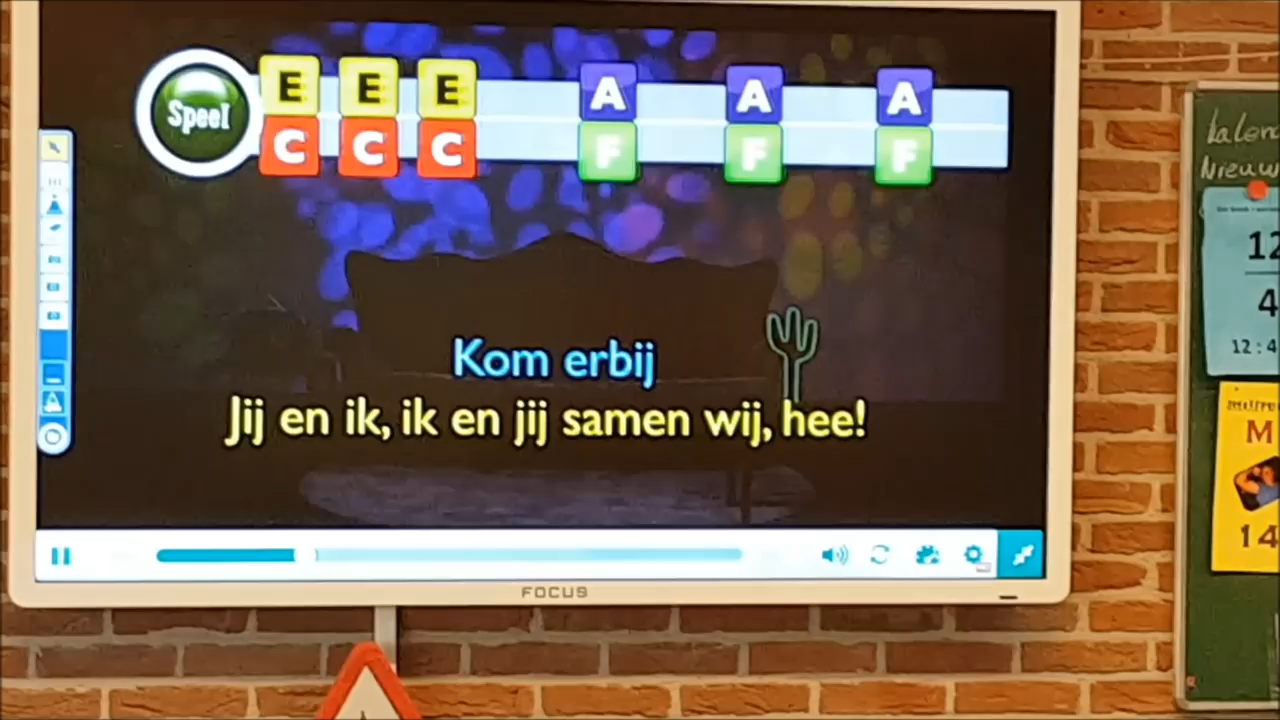 E E E A A A
Speel
C C C F F F
Kom erbij
Jij en ik, ik en jij samen wij, hee!
FOCUS
12
4
12 : 4
M
14